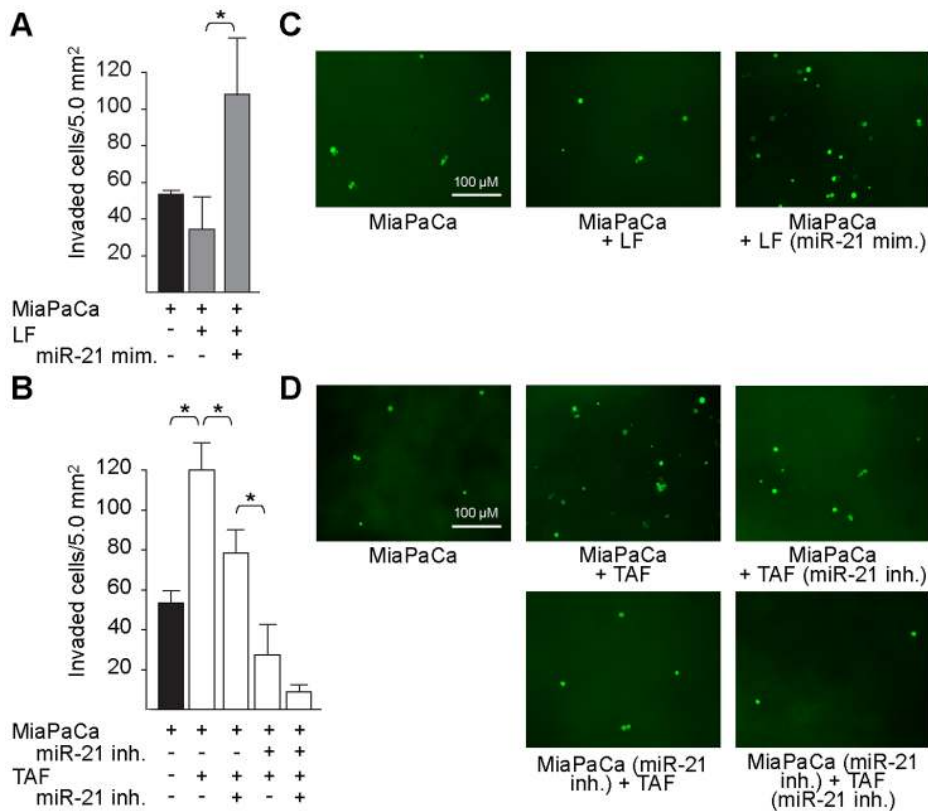 A
*
Invaded cells/5.0 mm²
120
80
60
40
20
MiaPaCa + + +
LF - + +
miR-21 mim. - - +
C
100 µM
MiaPaCa
MiaPaCa
+ LF
MiaPaCa
+ LF (miR-21 mim.)
B
* *
*
Invaded cells/5.0 mm²
120
80
60
40
20
MiaPaCa + + + + +
miR-21 inh. - - - + +
TAF - + + + +
miR-21 inh. - - + - +
D
100 µM
MiaPaCa
MiaPaCa
+ TAF
MiaPaCa
+ TAF (miR-21 inh.)
MiaPaCa (miR-21
inh.) + TAF
MiaPaCa (miR-21
inh.) + TAF
(miR-21 inh.)